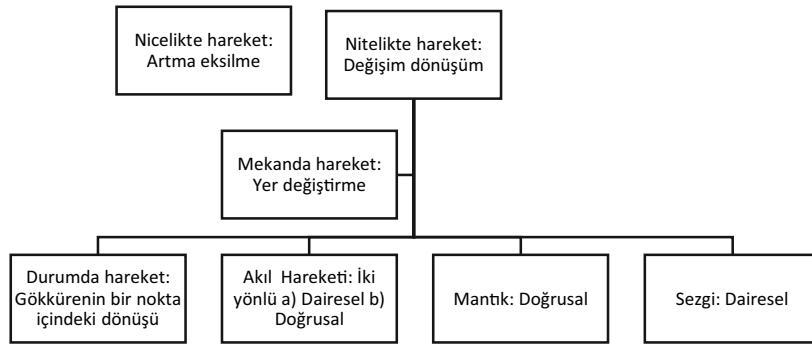 Nicelikte hareket:
Artma eksilme
Nitelikte hareket:
Değişim dönüşüm
Mekanda hareket:
Yer değiştirme
Durumda hareket:
Gökkürenin bir nokta
içindeki dönüşü
Akıl Hareketi: İki
yönlü a) Dairesel b)
Doğrusal
Mantık: Doğrusal
Sezgi: Dairesel